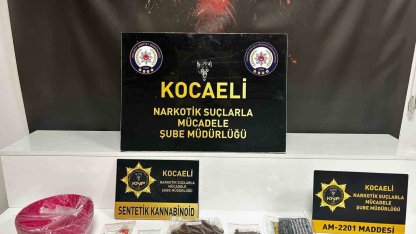 KOCAELİ
NARKOTİK SUÇLARLA
MÜCADELE
ŞUBE MÜDÜRLÜĞÜ
KOCAELİ
NARKOTİK SUÇLARLA MÜCADELE
ŞUBE MÜDÜRLÜĞÜ
SENTETİK KANNABİNOİD
KOCAELİ
NARKOTİK SUÇLARLA MÜCADELE
ŞUBE MÜDÜRLÜĞÜ
AM-2201 MADDESİ